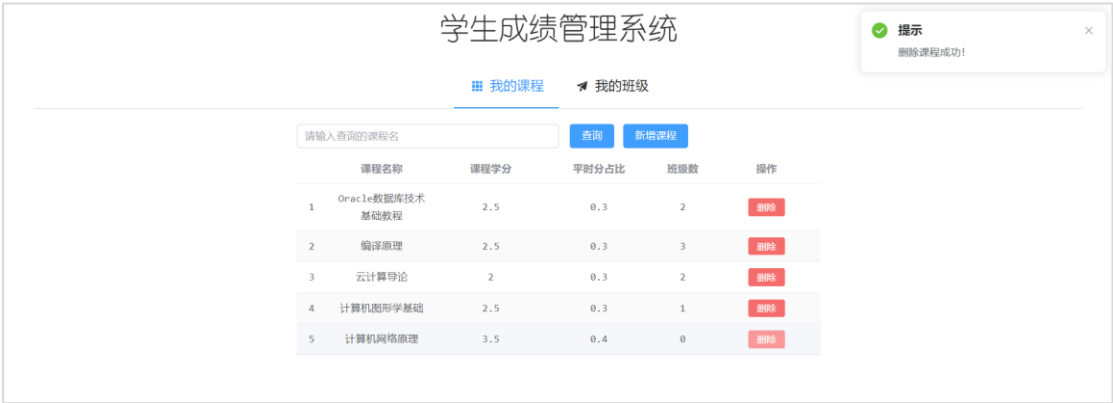 学生成绩管理系统
提示
删除课程成功!
我的课程 我的班级
请输入查询的课程名 查询 新增课程
课程名称 课程学分 平时分占比 班级数 操作
1 Oracle数据库技术基础教程 2.5 0.3 2 删除
2 编译原理 2.5 0.3 3 删除
3 云计算导论 2 0.3 2 删除
4 计算机图形学基础 2.5 0.3 1 删除
5 计算机网络原理 3.5 0.4 0 删除